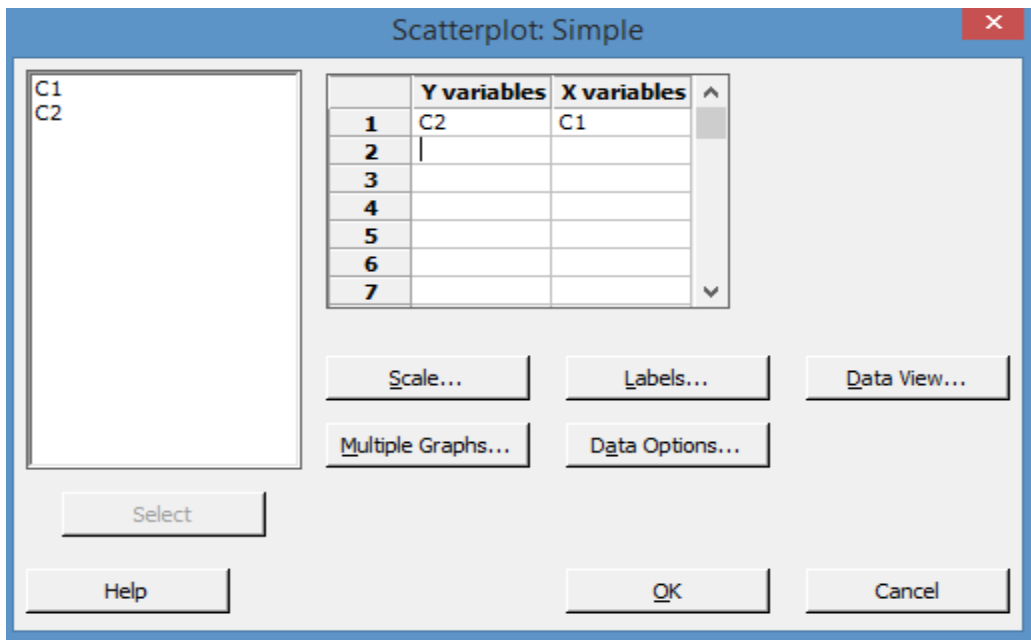 Scatterplot: Simple
C1
C2
Y variables X variables
1 C2 C1
2
3
4
5
6
7
Scale... Labels... Data View...
Multiple Graphs... Data Options...
Select
Help OK Cancel